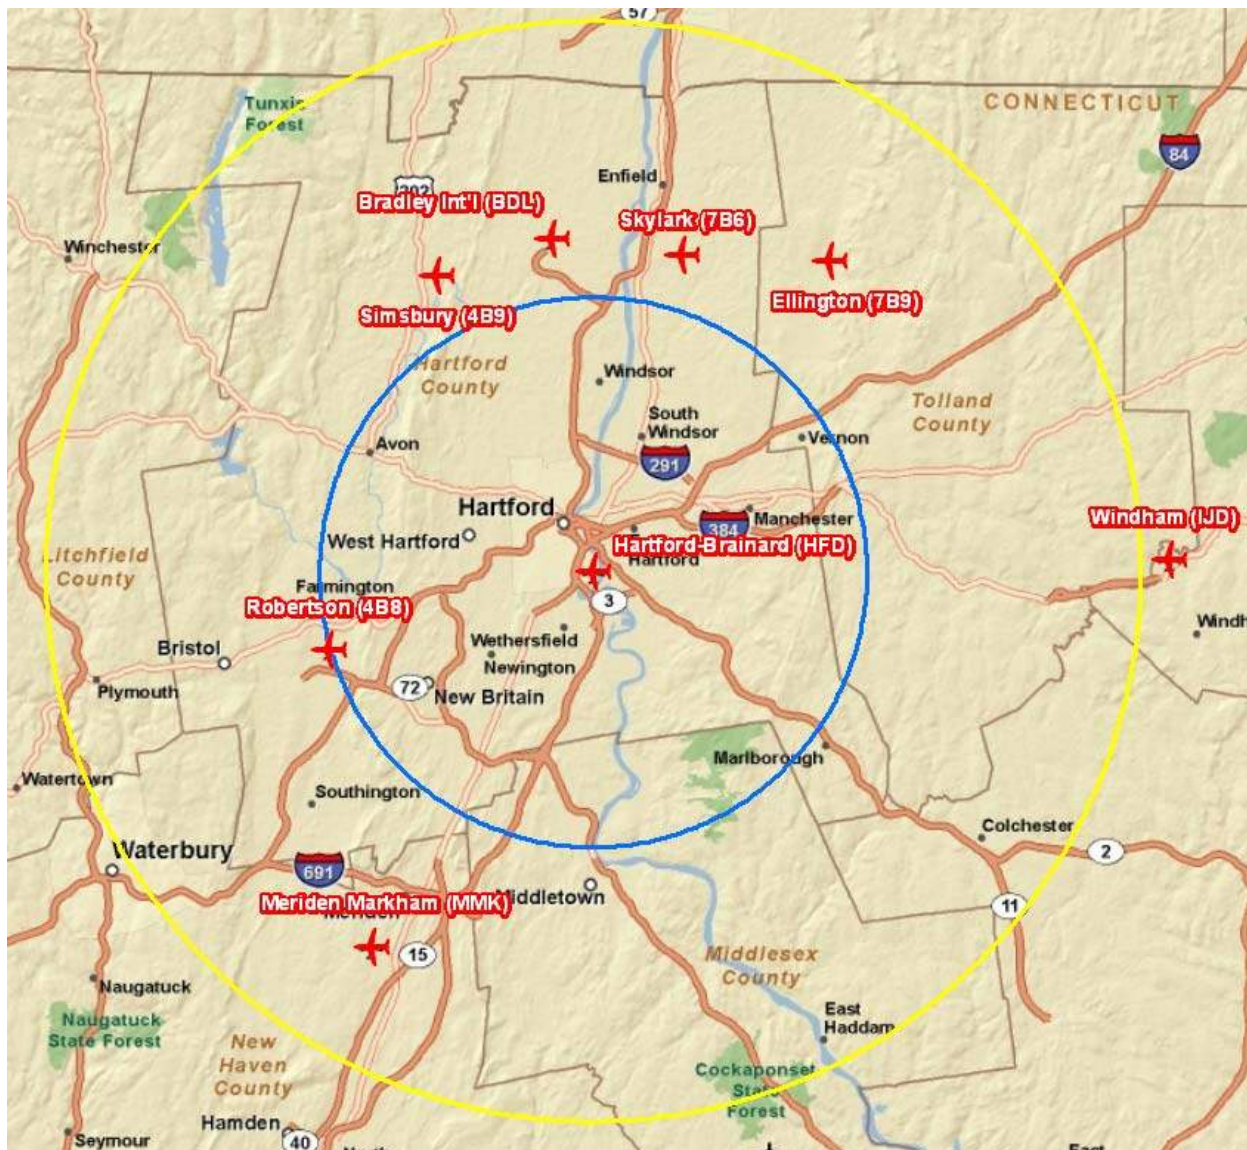 57
Tunxis
Forest
CONNECTICUT
84
Enfield
202
Bradley Int'l (BDL)
Skylark (7B6)
Winchester
Simsbury (4B9)
Ellington (7B9)
Hartford
County
Windsor
Tolland
County
South
Windsor
Avon
Vernon
291
Hartford
384
Manchester
Windham (IJD)
West Hartford
Hartford-Brainard (HFD)
Hartford
Litchfield
County
Farmington
3
Robertson (4B8)
Wethersfield
Windh
Bristol
Newington
Plymouth
72
New Britain
Marlborough
Watertown
Southington
Colchester
Waterbury
2
691
Middletown
Meriden Markham (MMK)
Meriden
11
15
Middlesex
County
Naugatuck
East
Haddam
Naugatuck
State Forest
New
Haven
County
Cockaponset
State
Forest
Hamden
40
Seymour
North
East